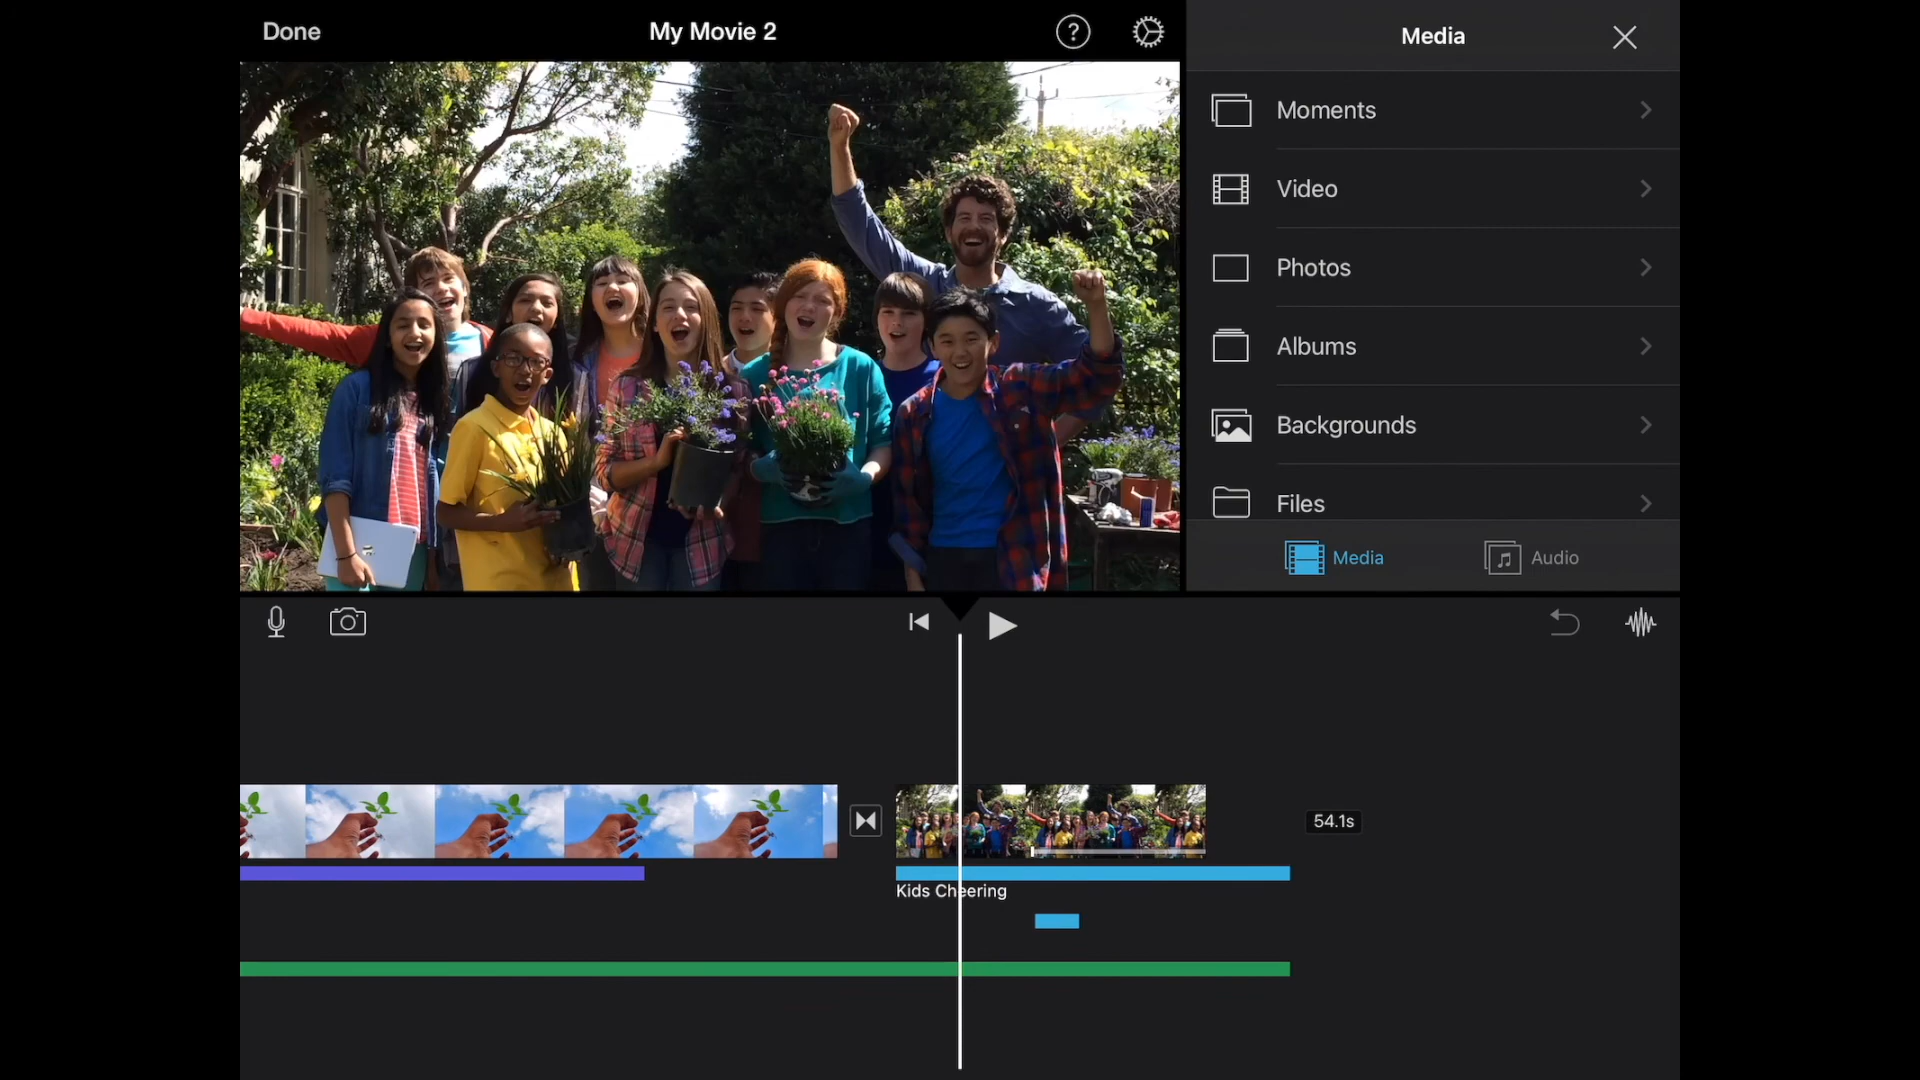 Done
My Movie 2
?
Media
Moments
Video
Photos
Albums
Backgrounds
Files
Media
Audio
54.1s
Kids Cheering